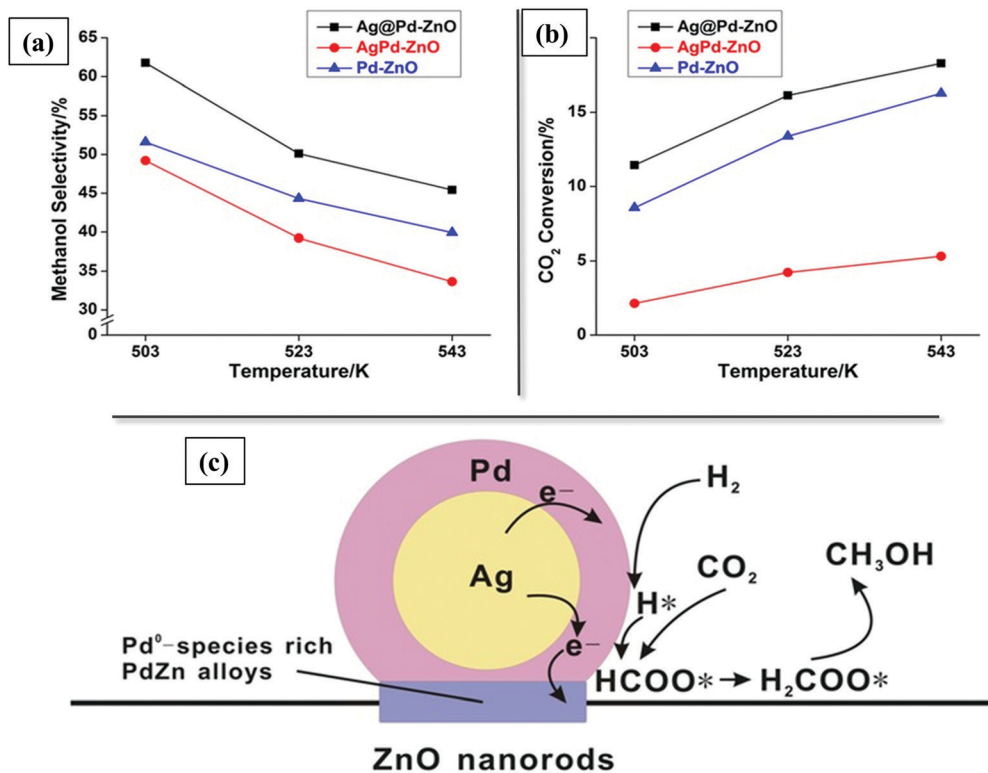 (a)
65
60
55
50
45
40
35
30
0
Methanol Selectivity/%
Ag@Pd-ZnO
AgPd-ZnO
Pd-ZnO
503 523 543
Temperature/K
(b)
15
10
5
0
CO₂ Conversion/%
Ag@Pd-ZnO
AgPd-ZnO
Pd-ZnO
503 523 543
Temperature/K
(c)
Pd
e⁻
Ag
e⁻
H₂
CO₂
CH₃OH
H*
HCOO* → H₂COO*
Pd⁰-species rich
PdZn alloys
ZnO nanorods